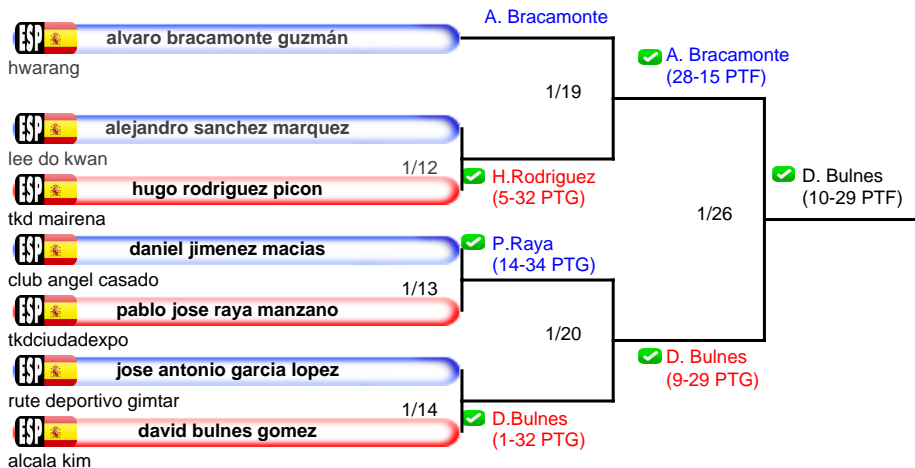 A. Bracamonte
ESP alvaro bracamonte guzmán
hwarang
A. Bracamonte
(28-15 PTF)
1/19
ESP alejandro sanchez marquez
lee do kwan
1/12
H.Rodriguez
(5-32 PTG)
ESP hugo rodriguez picon
tkd mairena
D. Bulnes
(10-29 PTF)
1/26
ESP daniel jimenez macias
club angel casado
P.Raya
(14-34 PTG)
1/13
ESP pablo jose raya manzano
tkdciudadexpo
1/20
ESP jose antonio garcia lopez
rute deportivo gimtar
D. Bulnes
(9-29 PTG)
1/14
D.Bulnes
(1-32 PTG)
ESP david bulnes gomez
alcala kim